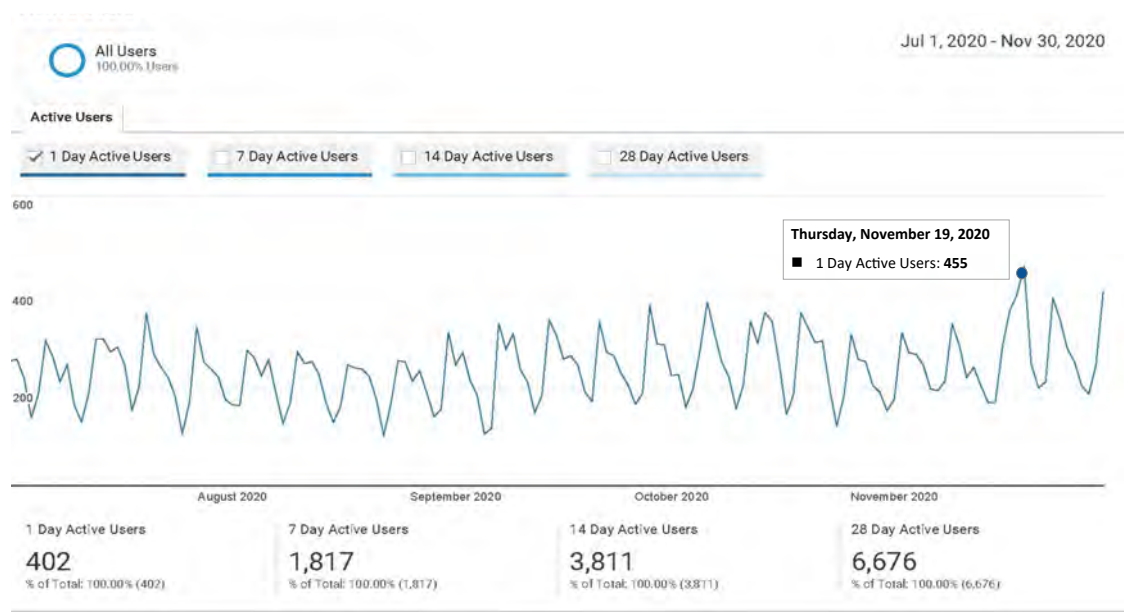 All Users
100.00% Users
Jul 1, 2020 - Nov 30, 2020
Active Users
1 Day Active Users
7 Day Active Users
14 Day Active Users
28 Day Active Users
600
Thursday, November 19, 2020
1 Day Active Users: 455
400
200
August 2020
September 2020
October 2020
November 2020
1 Day Active Users
7 Day Active Users
14 Day Active Users
28 Day Active Users
402
1,817
3,811
6,676
% of Total: 100.00% (402)
% of Total: 100.00% (1,817)
% of Total: 100.00% (3,811)
% of Total: 100.00% (6,676)